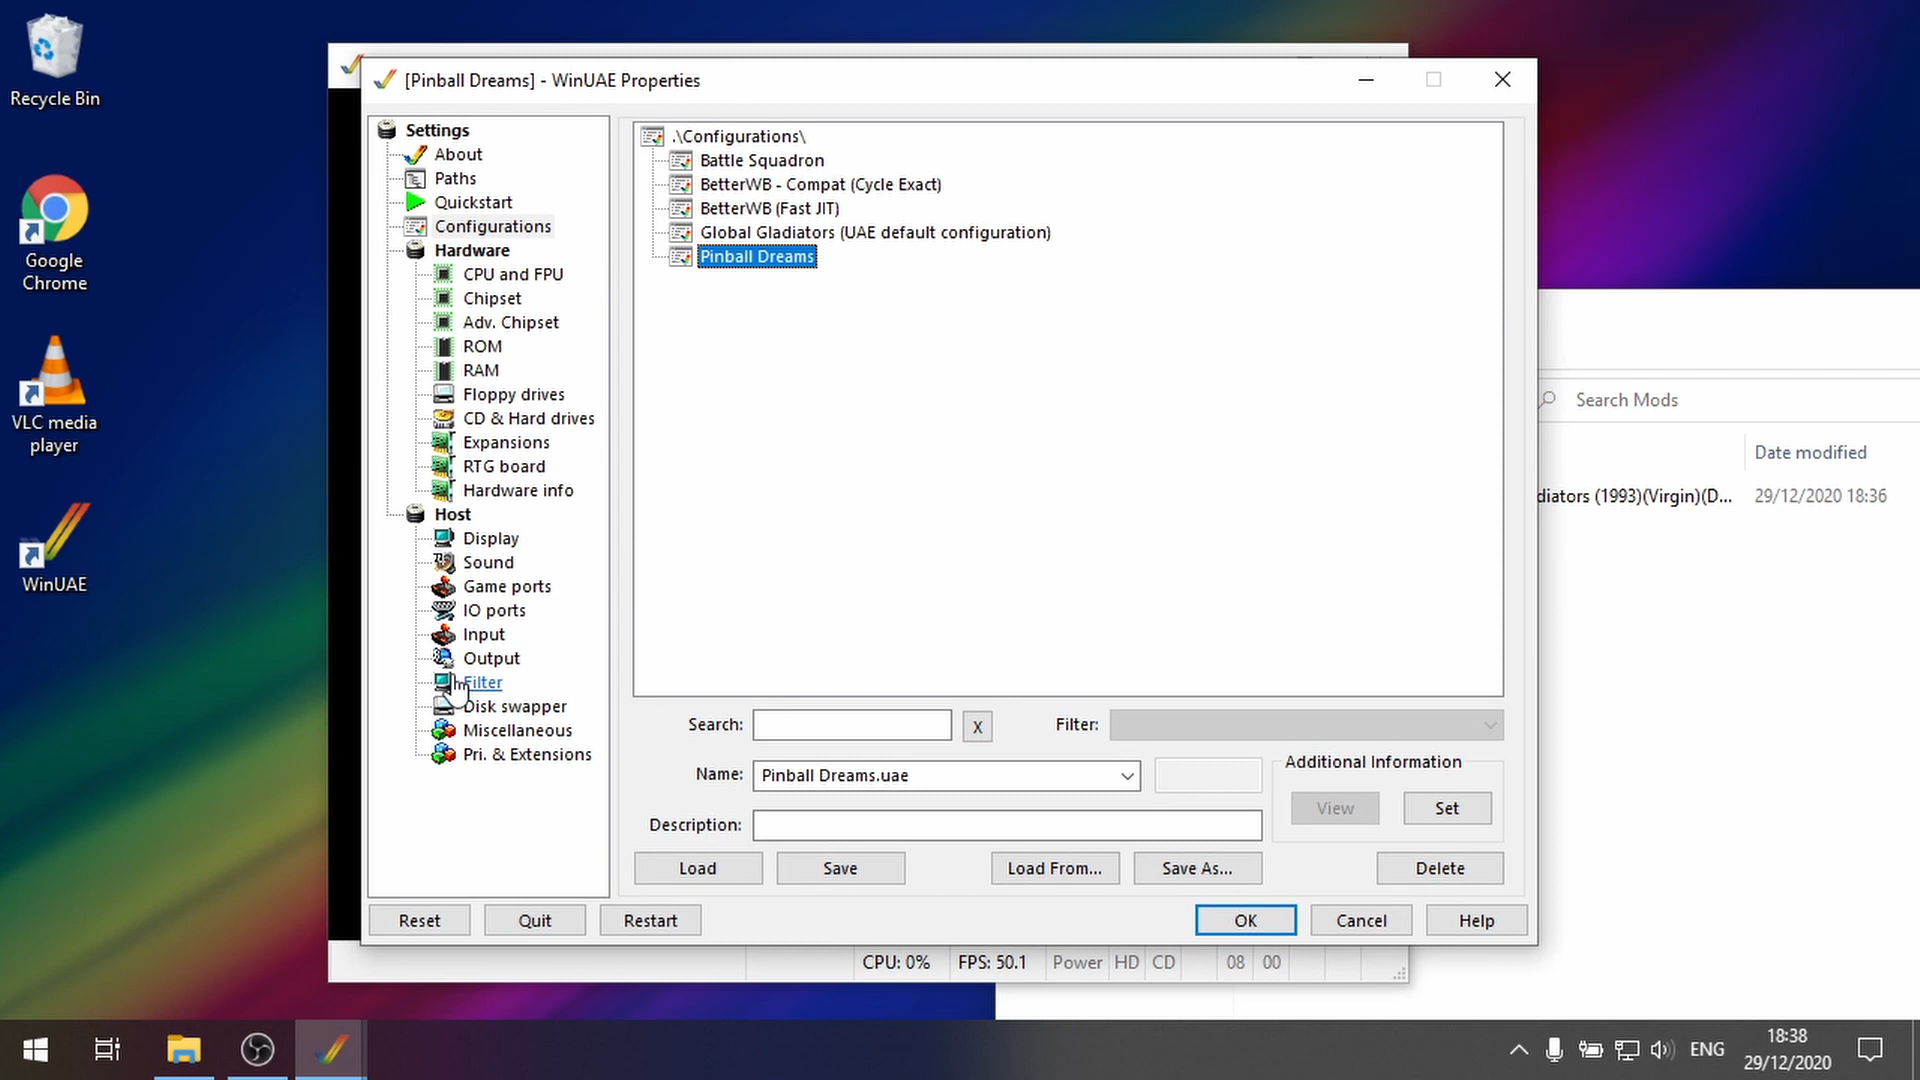 Recycle Bin
Google
Chrome
VLC media
player
WinUAE
[Pinball Dreams] - WinUAE Properties
Settings
About
Paths
Quickstart
Configurations
Hardware
CPU and FPU
Chipset
Adv. Chipset
ROM
RAM
Floppy drives
CD & Hard drives
Expansions
RTG board
Hardware info
Host
Display
Sound
Game ports
IO ports
Input
Output
Filter
Disk swapper
Miscellaneous
Pri. & Extensions
.\Configurations\
Battle Squadron
BetterWB - Compat (Cycle Exact)
BetterWB (Fast JIT)
Global Gladiators (UAE default configuration)
Pinball Dreams
Search:
X
Filter:
Name:
Pinball Dreams.uae
Additional Information
View
Set
Description:
Load
Save
Load From...
Save As...
Delete
Reset
Quit
Restart
OK
Cancel
Help
CPU: 0%
FPS: 50.1
Power
HD
CD
08
00
Search Mods
Date modified
diators (1993)(Virgin)(D...
29/12/2020 18:36
ENG
18:38
29/12/2020